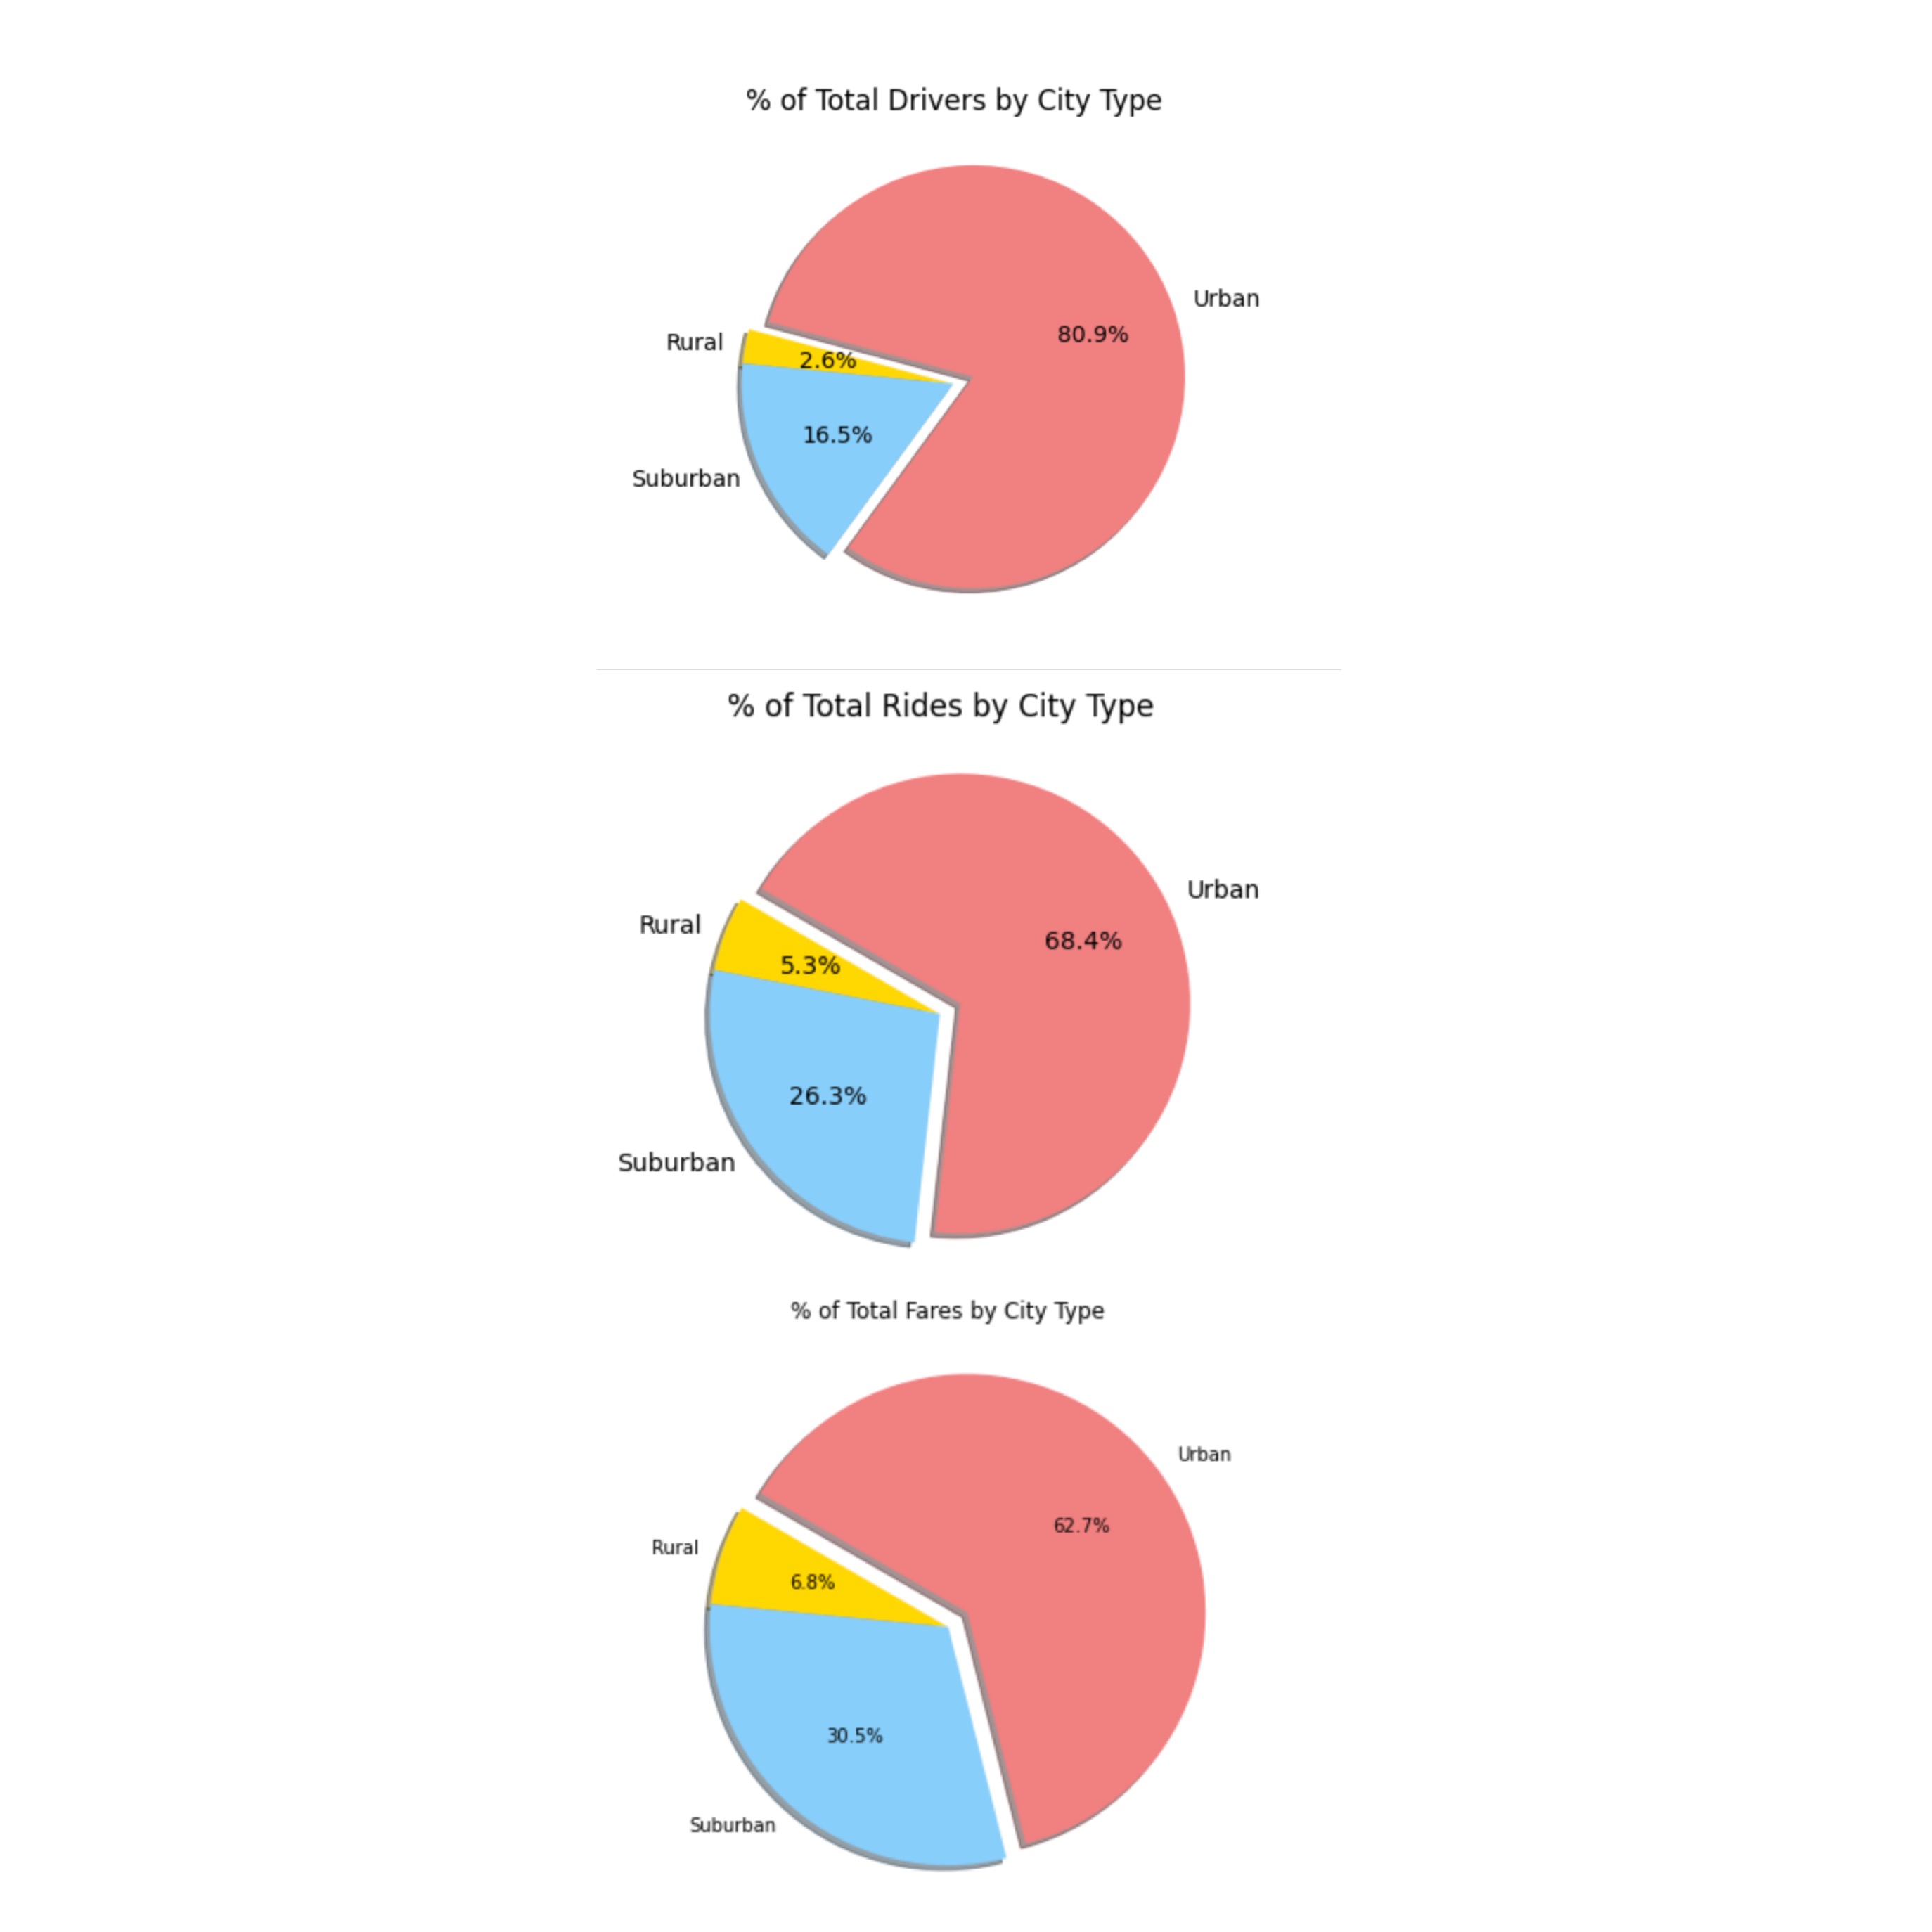 % of Total Drivers by City Type
Urban
80.9%
Rural
2.6%
16.5%
Suburban
% of Total Rides by City Type
Urban
68.4%
Rural
5.3%
26.3%
Suburban
% of Total Fares by City Type
Urban
62.7%
Rural
6.8%
30.5%
Suburban